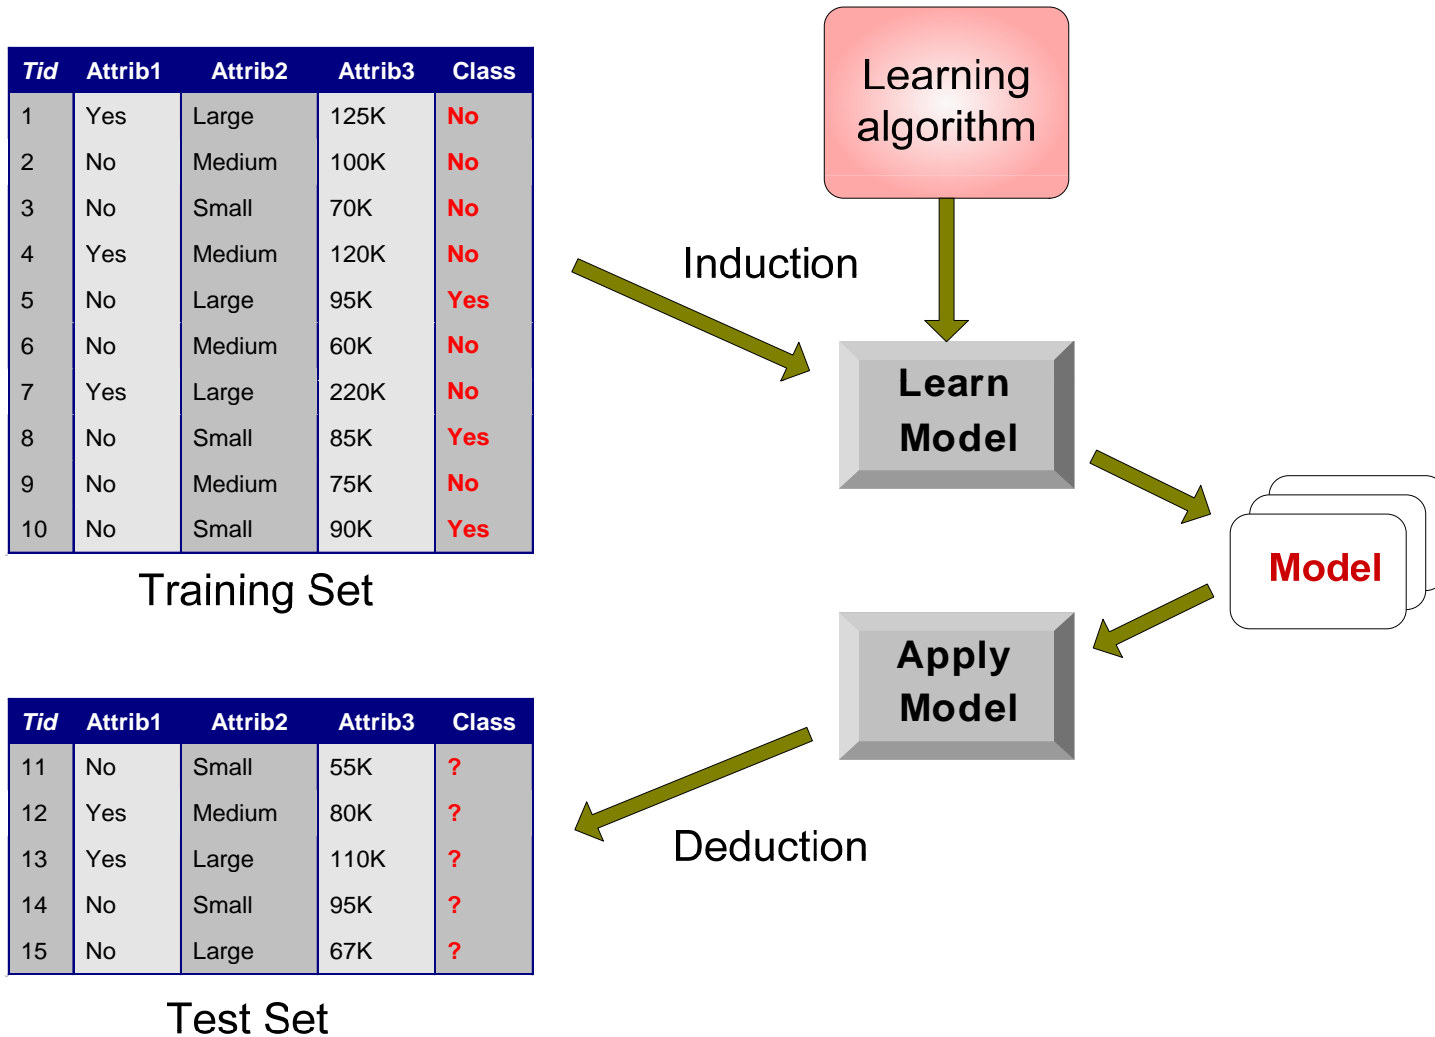 Tid Attrib1 Attrib2 Attrib3 Class
1 Yes Large 125K No
2 No Medium 100K No
3 No Small 70K No
4 Yes Medium 120K No
5 No Large 95K Yes
6 No Medium 60K No
7 Yes Large 220K No
8 No Small 85K Yes
9 No Medium 75K No
10 No Small 90K Yes
Training Set
Learning
algorithm
Induction
Learn
Model
Model
Apply
Model
Deduction
Tid Attrib1 Attrib2 Attrib3 Class
11 No Small 55K ?
12 Yes Medium 80K ?
13 Yes Large 110K ?
14 No Small 95K ?
15 No Large 67K ?
Test Set